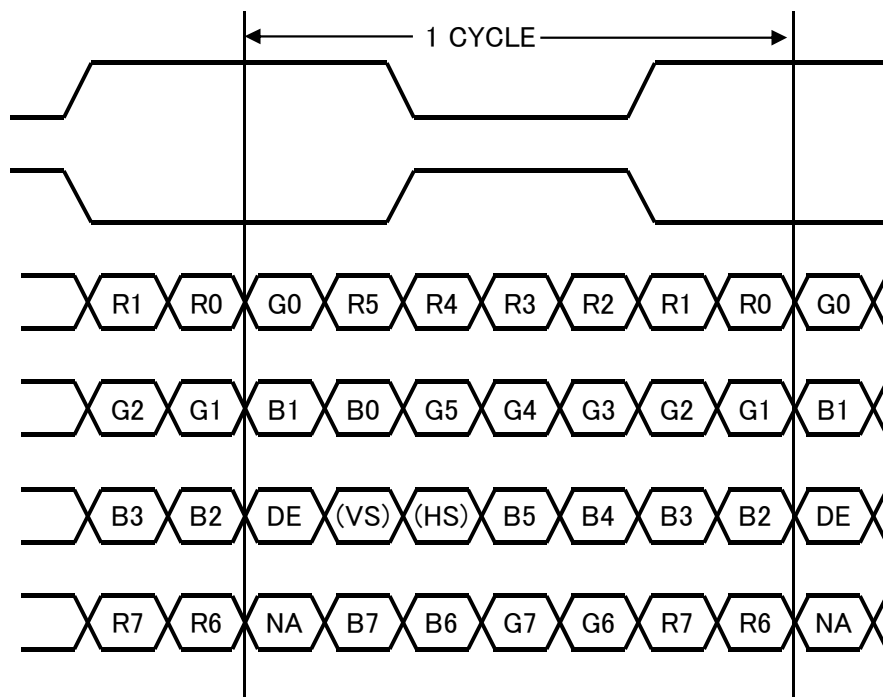 1 CYCLE
R1 R0 G0 R5 R4 R3 R2 R1 R0 G0
G2 G1 B1 B0 G5 G4 G3 G2 G1 B1
B3 B2 DE (VS) (HS) B5 B4 B3 B2 DE
R7 R6 NA B7 B6 G7 G6 R7 R6 NA